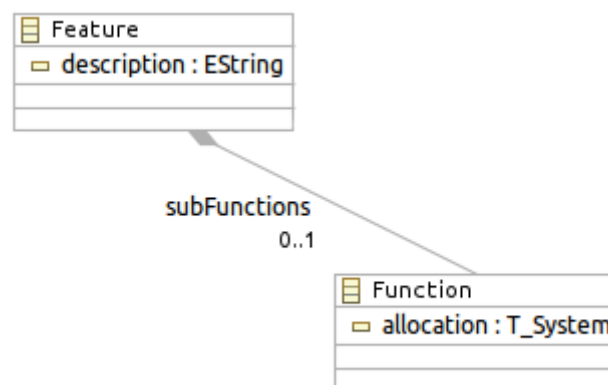 Feature
description : EString
subFunctions
0..1
Function
allocation : T_System